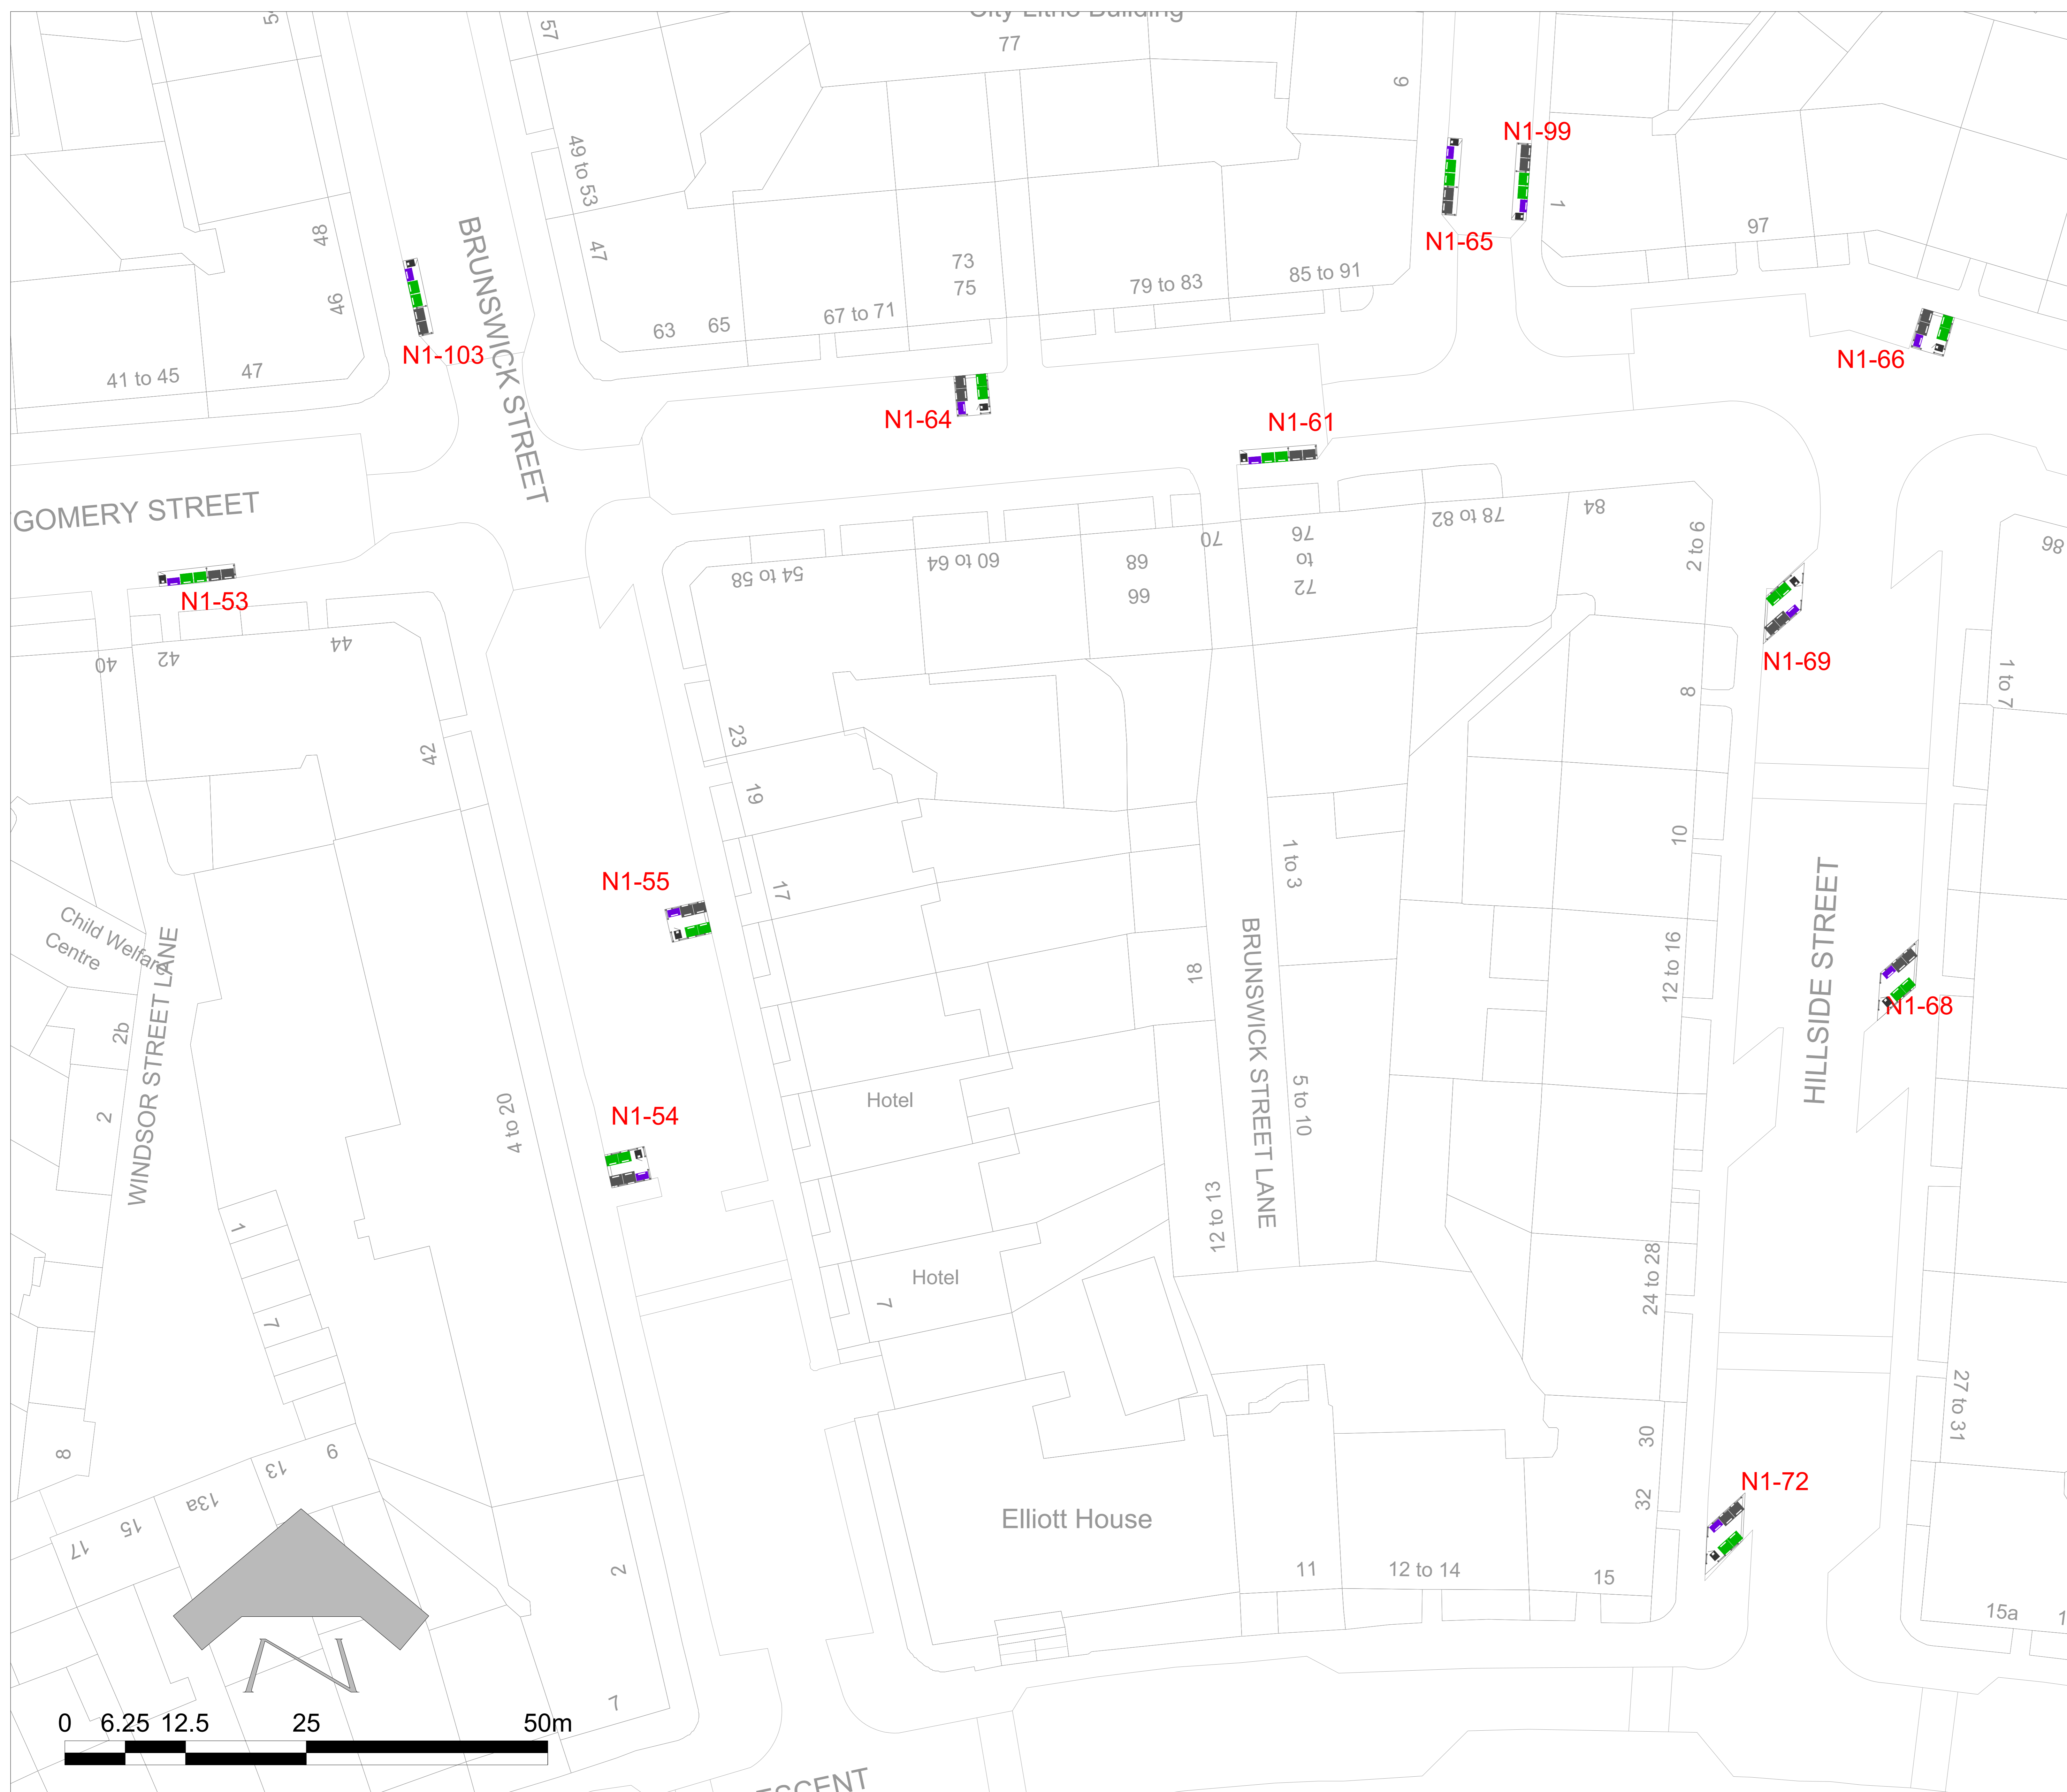 City Litho Building
77
57
5
6
49 to 53
N1-99
N1-65
1
97
48
46
47
73
75
79 to 83
85 to 91
67 to 71
63
65
BRUNSWICK STREET
N1-103
41 to 45
47
N1-66
N1-64
N1-61
GOMERY STREET
N1-53
40
42
44
54 to 58
60 to 64
68
66
70
76
to
72
78 to 82
84
2 to 6
86
N1-69
1 to 7
8
42
23
19
17
10
1 to 3
N1-55
Child Welfare
Centre
WINDSOR STREET LANE
2b
2
18
BRUNSWICK STREET LANE
12 to 16
HILLSIDE STREET
N1-68
4 to 20
N1-54
Hotel
5 to 10
12 to 13
1
7
Hotel
7
24 to 28
27 to 31
8
9
13
13a
15
17
30
32
N1-72
Elliott House
11
12 to 14
15
15a
1
2
7
N
0 6.25 12.5 25 50m
ESCENT